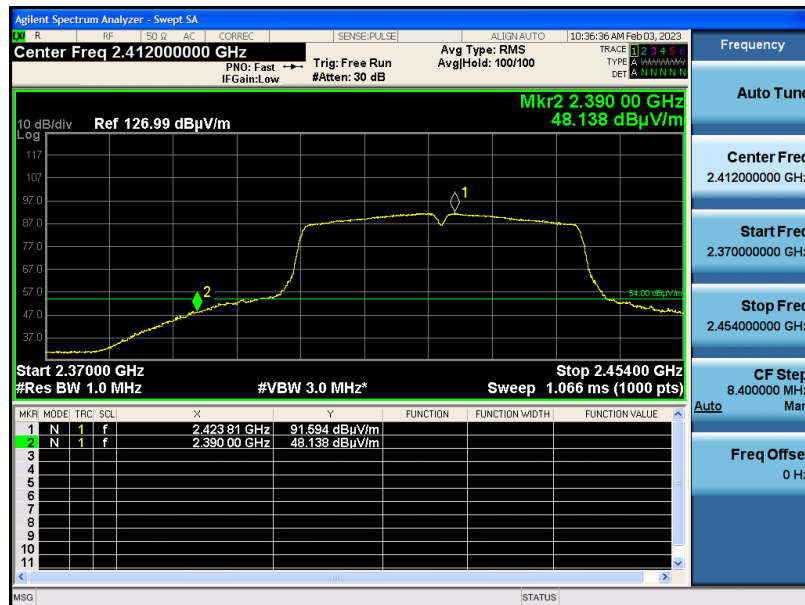 Agilent Spectrum Analyzer - Swept SA
LXI R RF 50 Ω AC CORREC SENSE:PULSE ALIGN AUTO 10:36:36 AM Feb 03, 2023
Center Freq 2.412000000 GHz
PNO: Fast
IFGain:Low
Trig: Free Run
#Atten: 30 dB
Avg Type: RMS
Avg|Hold: 100/100
TRACE 1 2 3 4 5 6
TYPE A WWWWW
DET A N N N N N
Mkr2 2.390 00 GHz
48.138 dBµV/m
10 dB/div Ref 126.99 dBµV/m
Log
117
107
97.0
87.0
77.0
67.0
57.0
47.0
37.0
1
2
54.00 dBµV/m
Start 2.37000 GHz Stop 2.45400 GHz
#Res BW 1.0 MHz #VBW 3.0 MHz* Sweep 1.066 ms (1000 pts)
MKR MODE TRC SCL X Y FUNCTION FUNCTION WIDTH FUNCTION VALUE
1 N 1 f 2.423 81 GHz 91.594 dBµV/m
2 N 1 f 2.390 00 GHz 48.138 dBµV/m
3
4
5
6
7
8
9
10
11
MSG STATUS
Frequency
Auto Tune
Center Freq
2.412000000 GHz
Start Freq
2.370000000 GHz
Stop Freq
2.454000000 GHz
CF Step
8.400000 MHz
Auto Man
Freq Offset
0 Hz